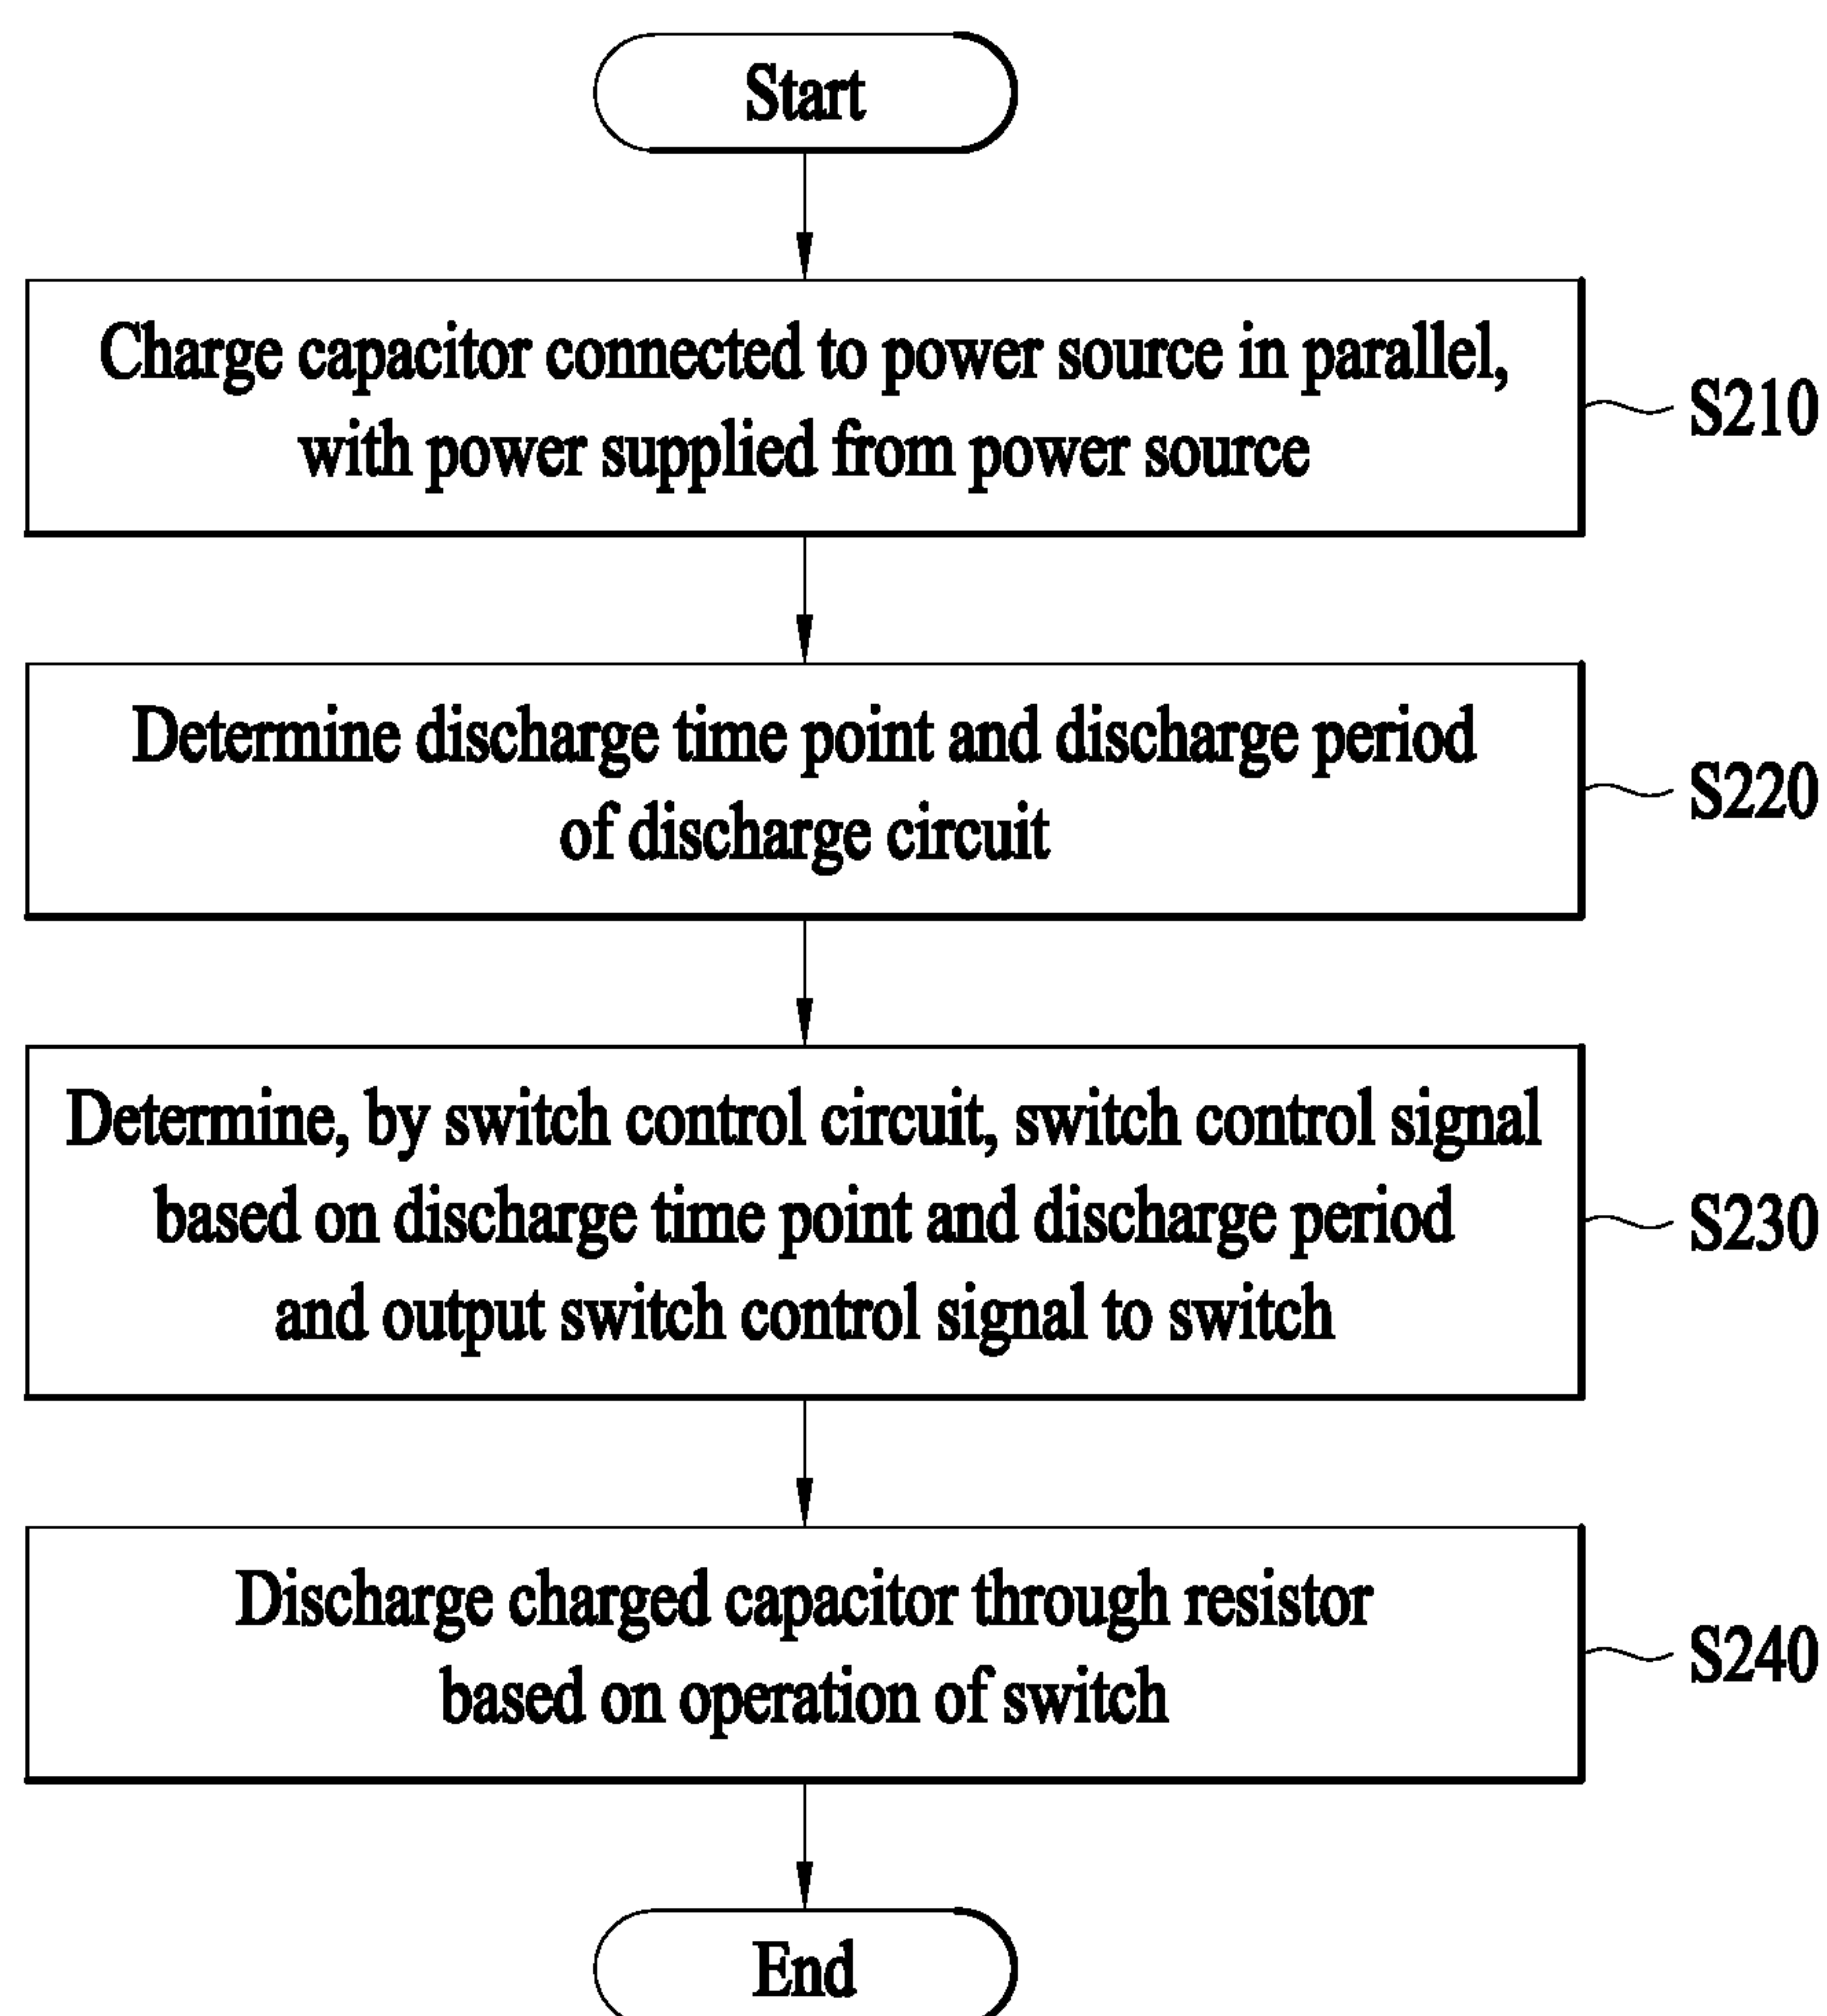 Start
Charge capacitor connected to power source in parallel,
with power supplied from power source
S210
Determine discharge time point and discharge period
of discharge circuit
S220
Determine, by switch control circuit, switch control signal
based on discharge time point and discharge period
and output switch control signal to switch
S230
Discharge charged capacitor through resistor
based on operation of switch
S240
End